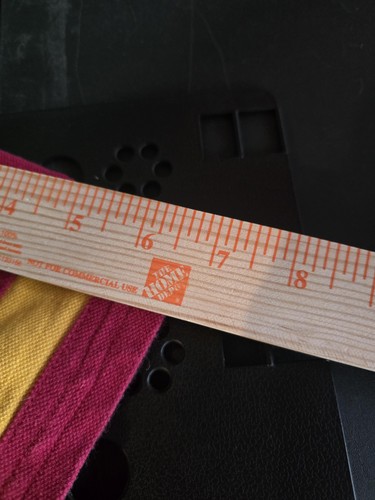 4 5 6 7 8
NOT FOR COMMERCIAL USE
THE
HOME
DEPOT